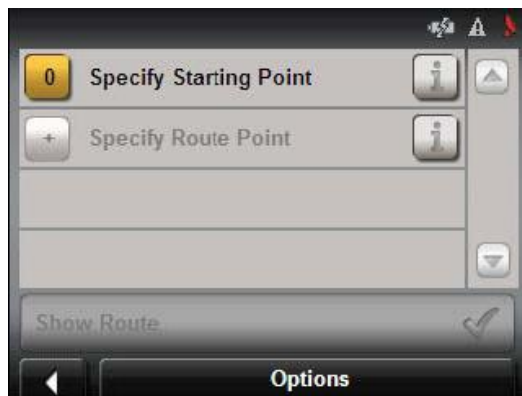 0 Specify Starting Point i
+ Specify Route Point i
Show Route
Options